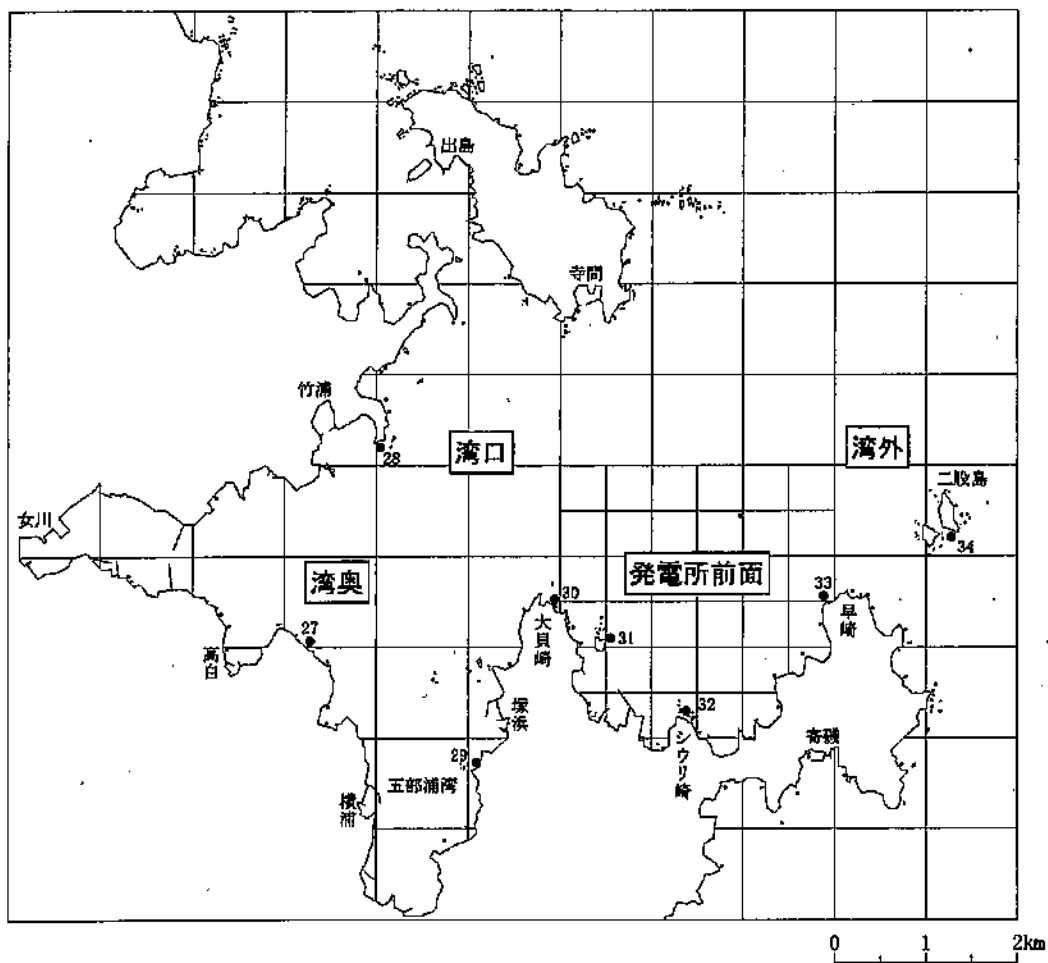 出島
寺間
竹浦
28
湾口
湾外
二股島
34
女川
湾奥
発電所前面
27
30
33
31
大貝崎
早崎
高白
32
塚浜
シウリ崎
寄磯
29
五部浦湾
横浦
0 1 2km